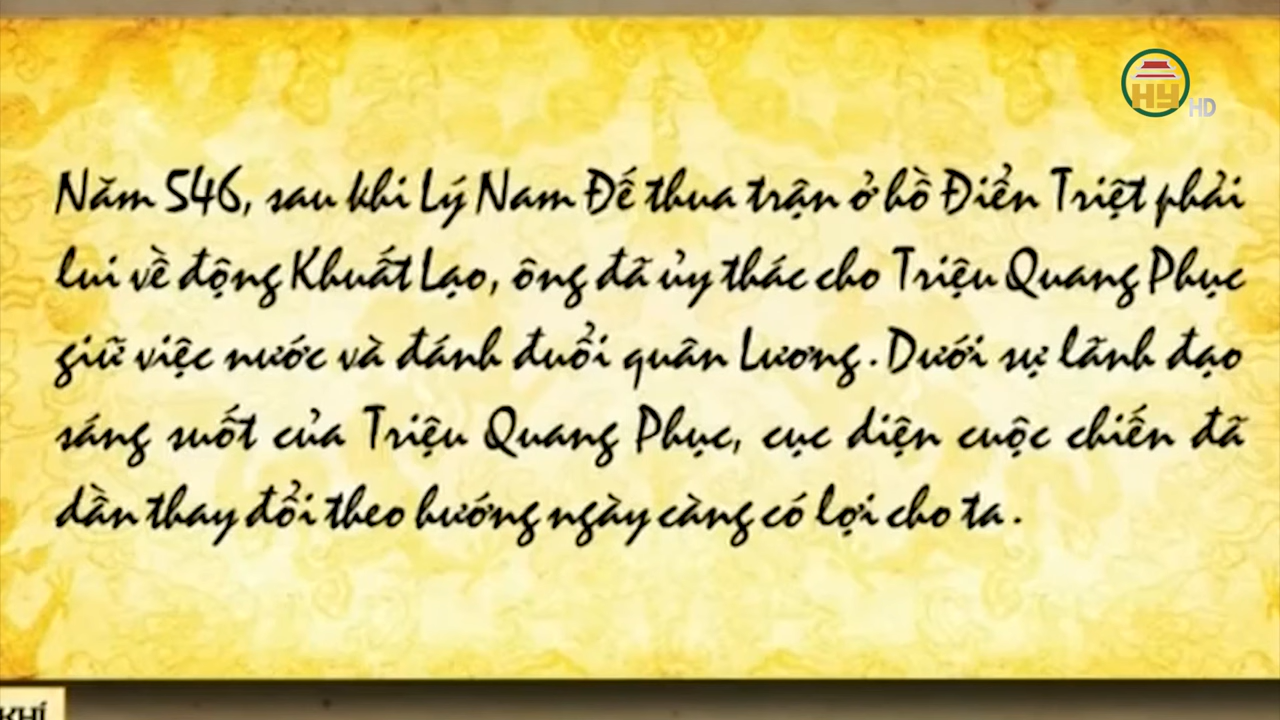 HY HD
Năm 546, sau khi Lý Nam Đế thua trận ở hồ Điển Triệt phải
lui về động Khuất Lạo, ông đã ủy thác cho Triệu Quang Phục
giữ việc nước và đánh đuổi quân Lương. Dưới sự lãnh đạo
sáng suốt của Triệu Quang Phục, cục diện cuộc chiến đã
dần thay đổi theo hướng ngày càng có lợi cho ta.
KHÍ